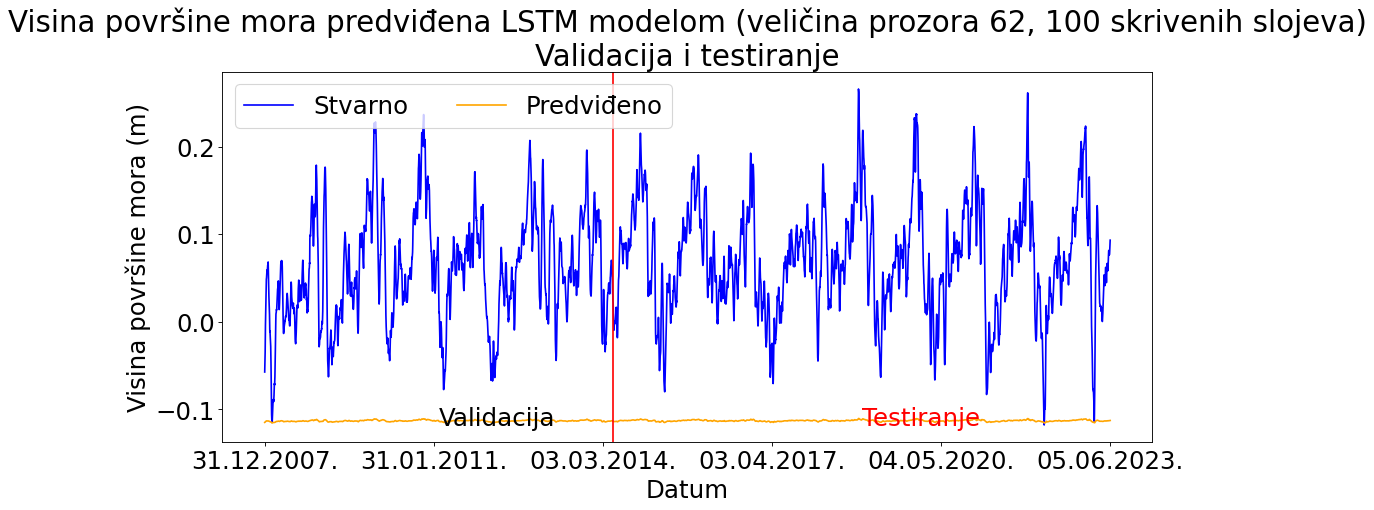 Visina površine mora predviđena LSTM modelom (veličina prozora 62, 100 skrivenih slojeva)
Validacija i testiranje
Stvarno
Predviđeno
Visina površine mora (m)
0.2
0.1
0.0
−0.1
Validacija
Testiranje
31.12.2007.
31.01.2011.
03.03.2014.
03.04.2017.
04.05.2020.
05.06.2023.
Datum